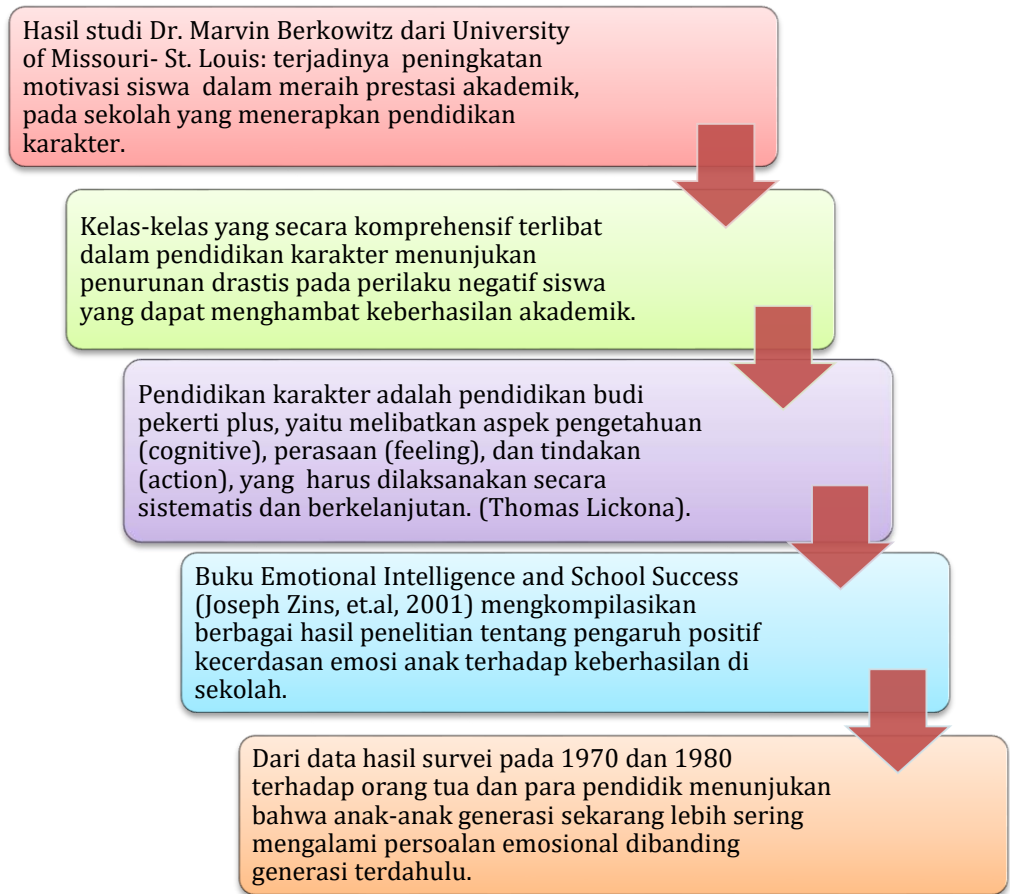 Hasil studi Dr. Marvin Berkowitz dari University
of Missouri- St. Louis: terjadinya peningkatan
motivasi siswa dalam meraih prestasi akademik,
pada sekolah yang menerapkan pendidikan
karakter.
Kelas-kelas yang secara komprehensif terlibat
dalam pendidikan karakter menunjukan
penurunan drastis pada perilaku negatif siswa
yang dapat menghambat keberhasilan akademik.
Pendidikan karakter adalah pendidikan budi
pekerti plus, yaitu melibatkan aspek pengetahuan
(cognitive), perasaan (feeling), dan tindakan
(action), yang harus dilaksanakan secara
sistematis dan berkelanjutan. (Thomas Lickona).
Buku Emotional Intelligence and School Success
(Joseph Zins, et.al, 2001) mengkompilasikan
berbagai hasil penelitian tentang pengaruh positif
kecerdasan emosi anak terhadap keberhasilan di
sekolah.
Dari data hasil survei pada 1970 dan 1980
terhadap orang tua dan para pendidik menunjukan
bahwa anak-anak generasi sekarang lebih sering
mengalami persoalan emosional dibanding
generasi terdahulu.